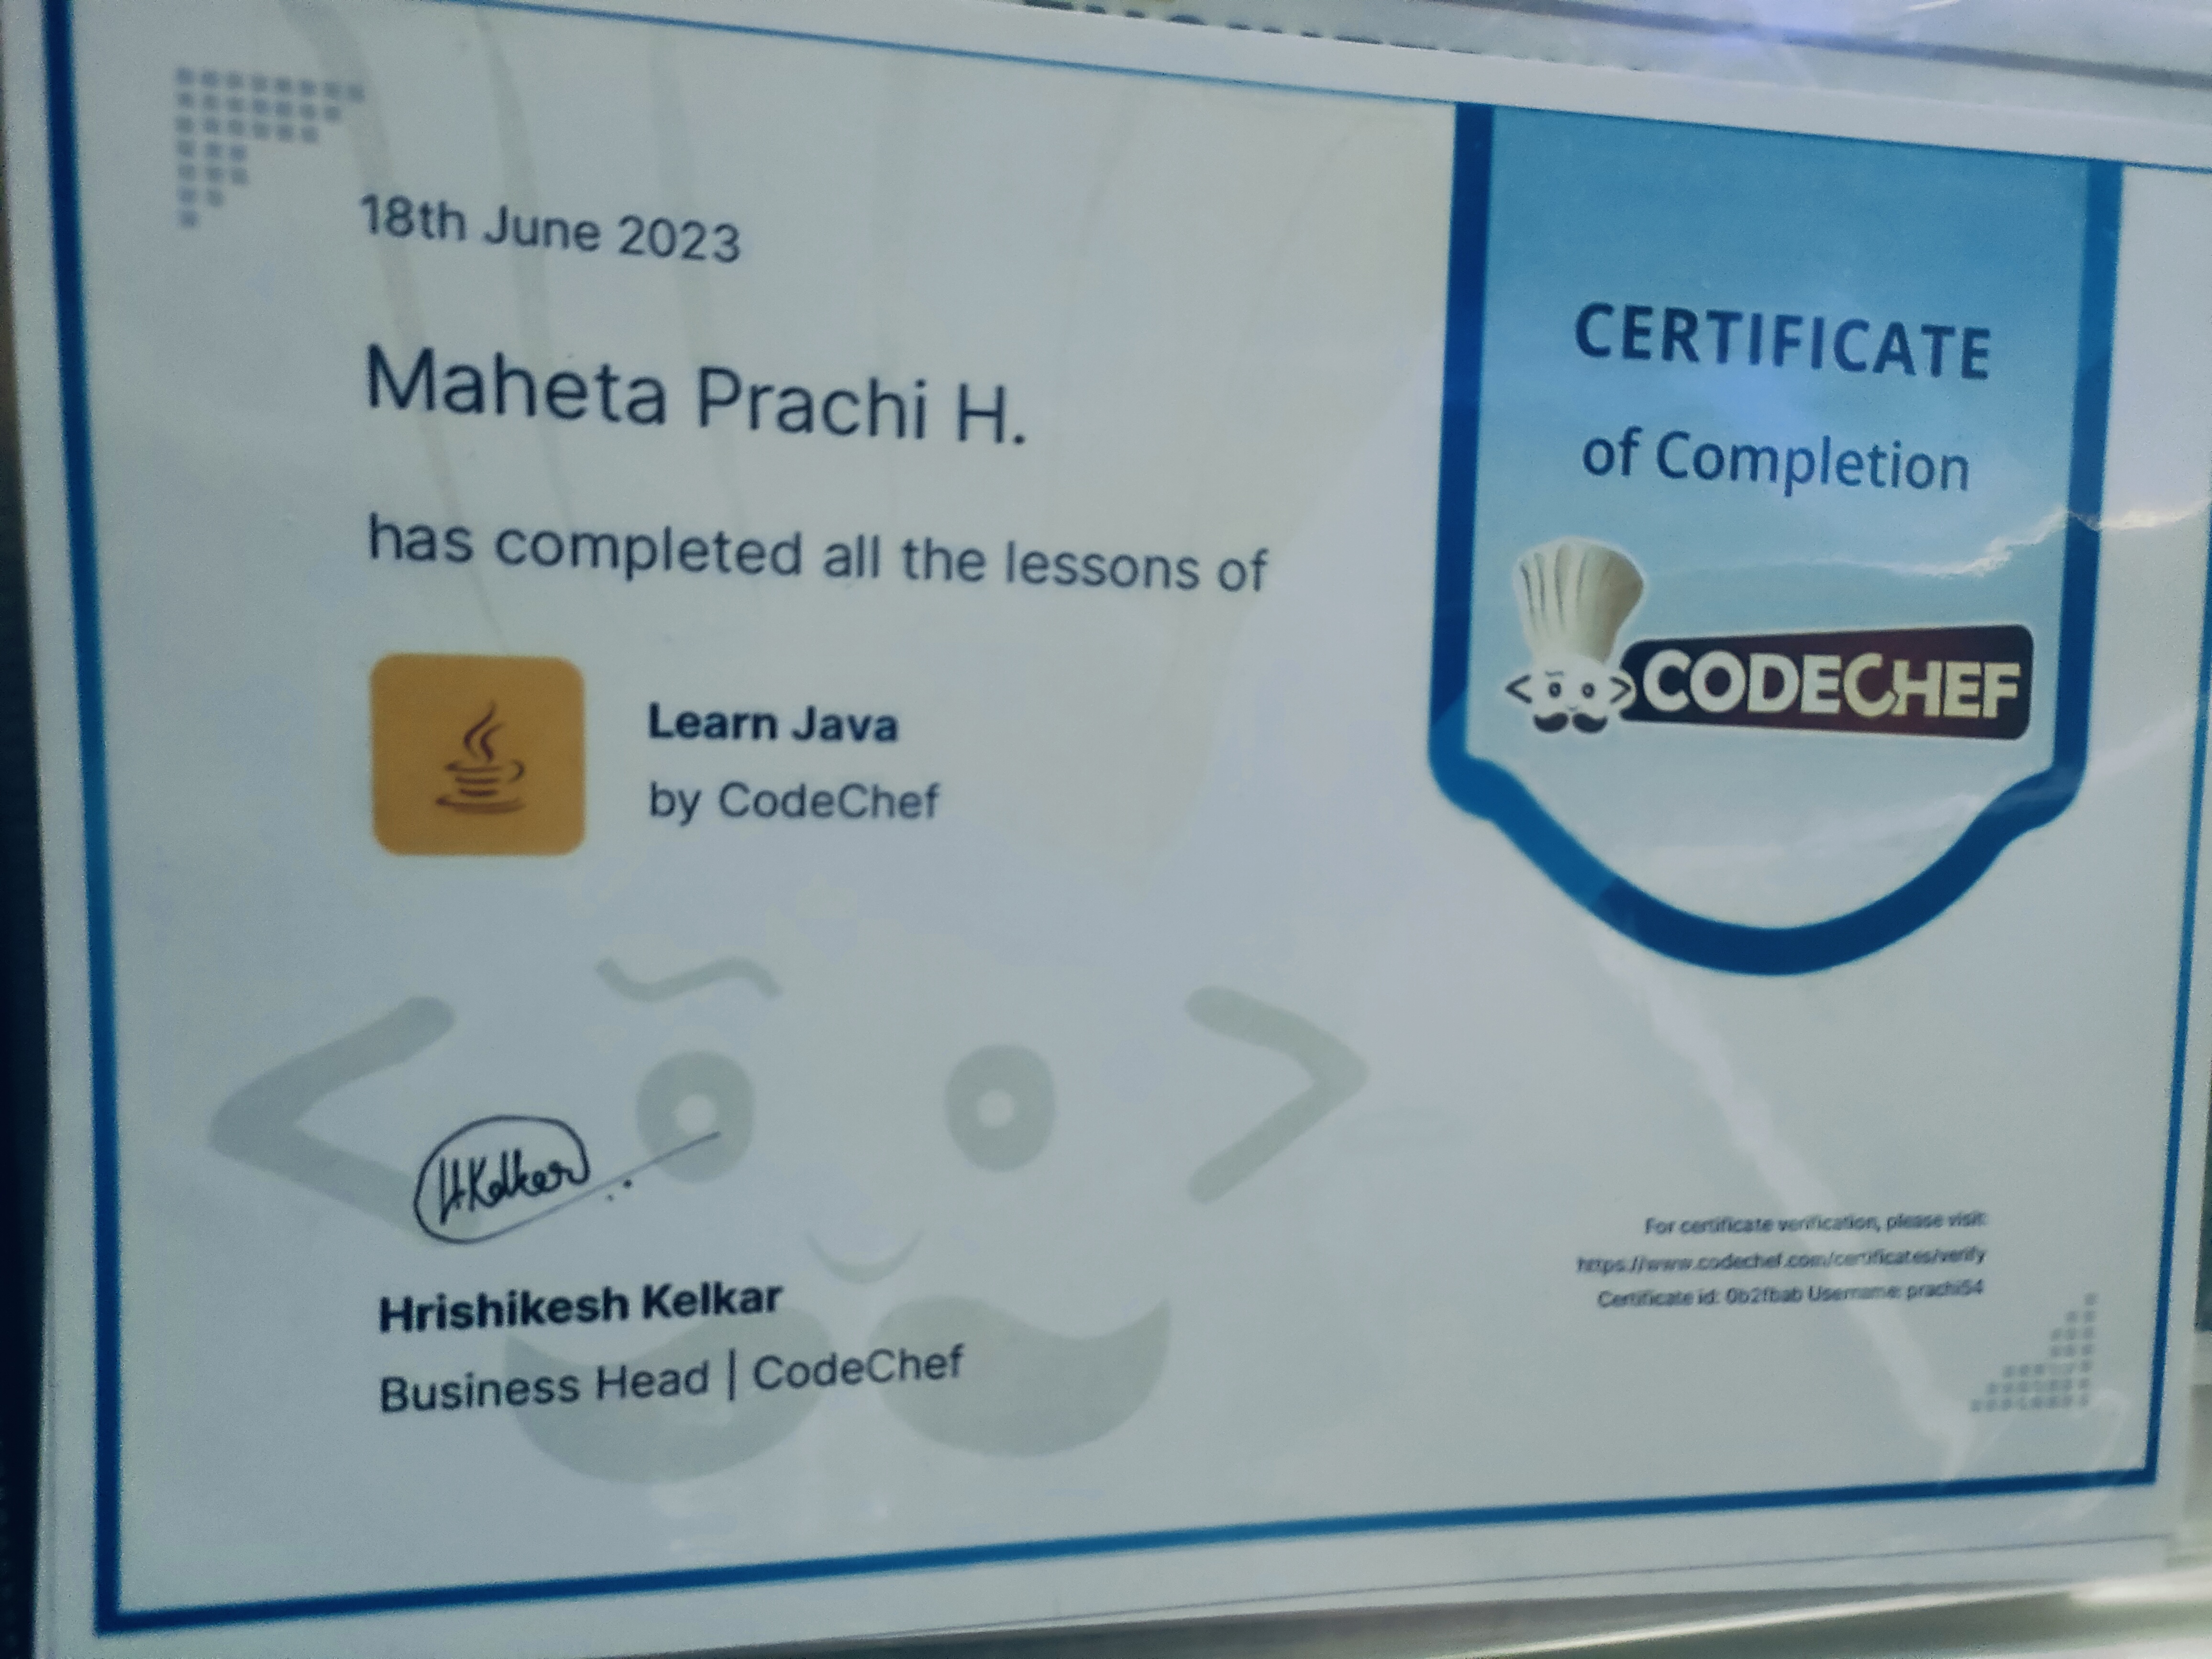 18th June 2023
Maheta Prachi H.
has completed all the lessons of
Learn Java
by CodeChef
CERTIFICATE
of Completion
CODECHEF
H.Kelkar
Hrishikesh Kelkar
Business Head | CodeChef
For certificate verification, please visit:
https://www.codechef.com/certificates/verify
Certificate id: 0b2fbab Username: prachi54